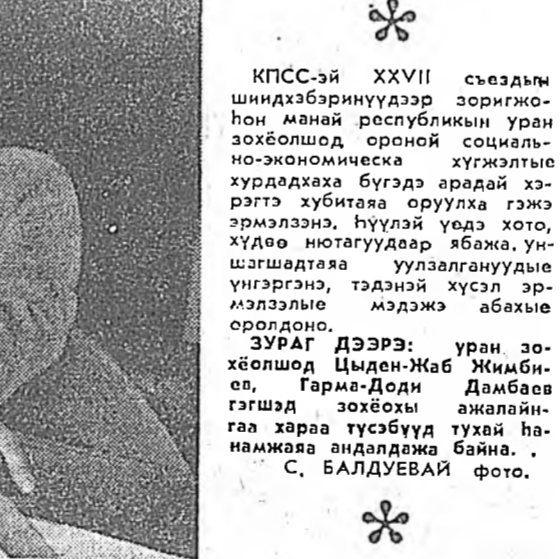 КПСС-эй XXVII съездын
шиидхэбэринүүдээр зоригжо-
һон манай республикын уран
зохёолшод ороной социаль-
но-экономическа хүгжэлтые
хурдадхаха бүгэдэ арадай хэ-
рэгтэ хубитаяа оруулха гэжэ
эрмэлзэнэ. Һүүлэй үедэ хото,
хүдөө нютагуудаар ябажа, ун-
шагшадтаяа уулзалгануудые
үнгэргэнэ, тэдэнэй хүсэл эр-
мэлзэлые мэдэжэ абахые
оролдоно.
ЗУРАГ ДЭЭРЭ: уран зо-
хёолшод Цыден-Жаб Жимби-
ев, Гарма-Доди Дамбаев
гэгшэд зохёохы ажалайн-
гаа хараа түсэбүүд тухай һа-
намжаяа андалдажа байна.
С. БАЛДУЕВАЙ фото.